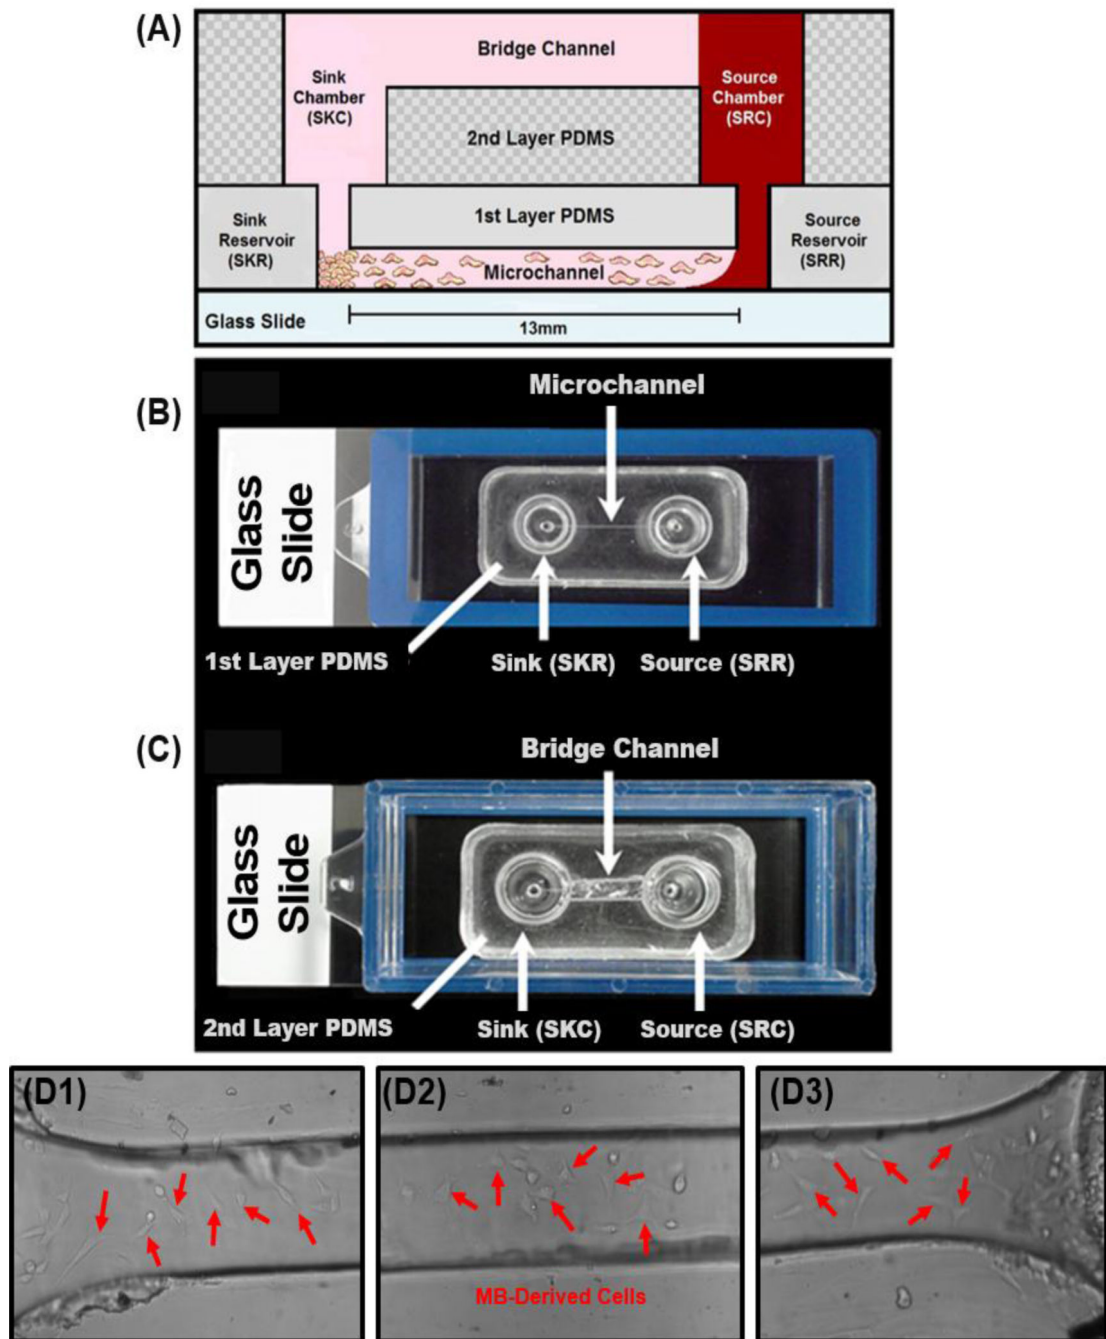 (A)
Bridge Channel
Sink
Chamber
(SKC)
Source
Chamber
(SRC)
2nd Layer PDMS
1st Layer PDMS
Sink
Reservoir
(SKR)
Source
Reservoir
(SRR)
Microchannel
Glass Slide
13mm
(B)
Microchannel
Glass
Slide
1st Layer PDMS
Sink (SKR)
Source (SRR)
(C)
Bridge Channel
Glass
Slide
2nd Layer PDMS
Sink (SKC)
Source (SRC)
(D1)
(D2)
(D3)
MB-Derived Cells